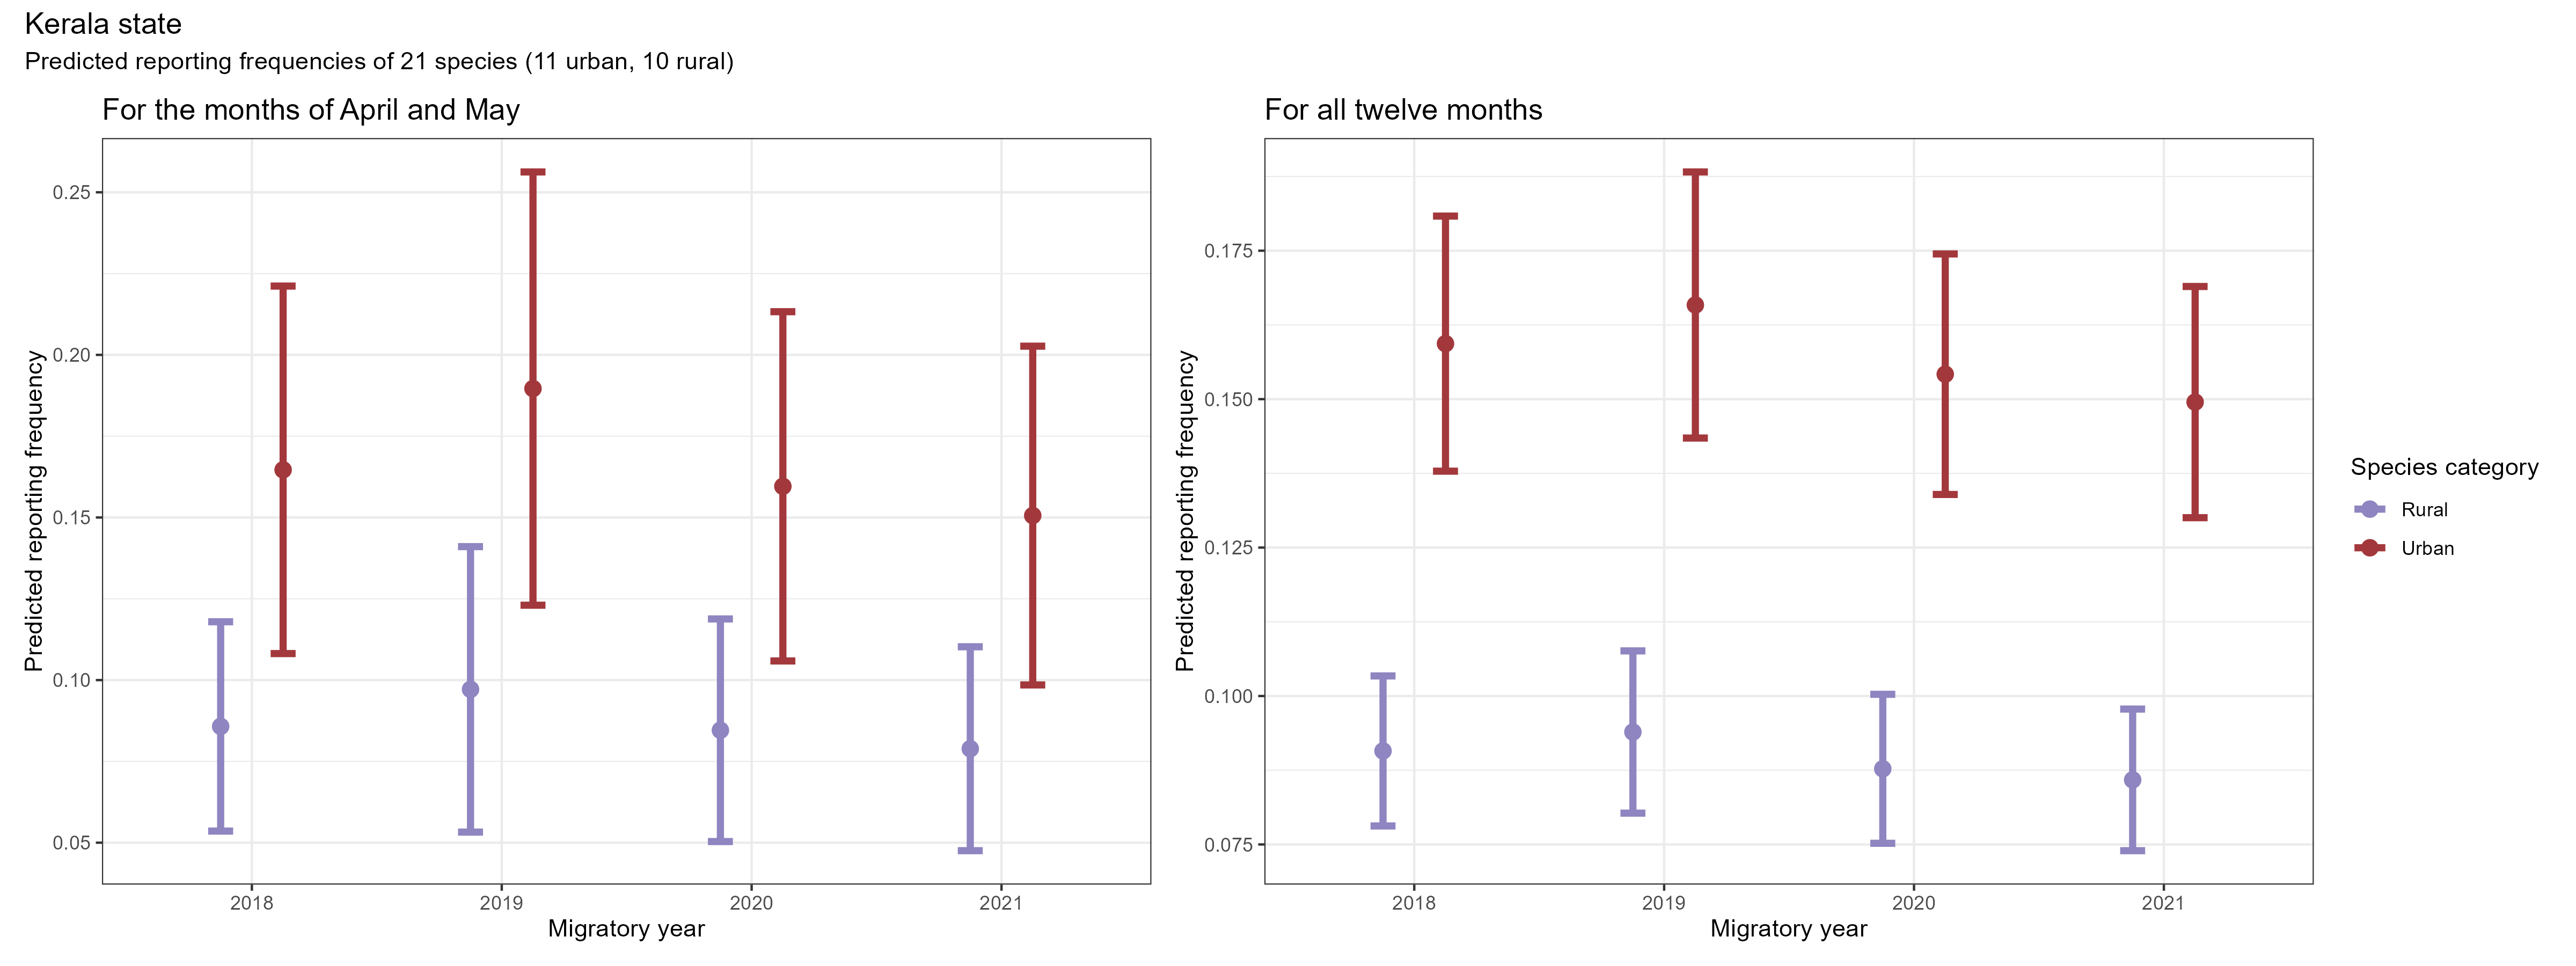 Kerala state
Predicted reporting frequencies of 21 species (11 urban, 10 rural)
For the months of April and May
Predicted reporting frequency
0.25
0.20
0.15
0.10
0.05
2018
2019
2020
2021
Migratory year
For all twelve months
Predicted reporting frequency
0.175
0.150
0.125
0.100
0.075
2018
2019
2020
2021
Migratory year
Species category
Rural
Urban